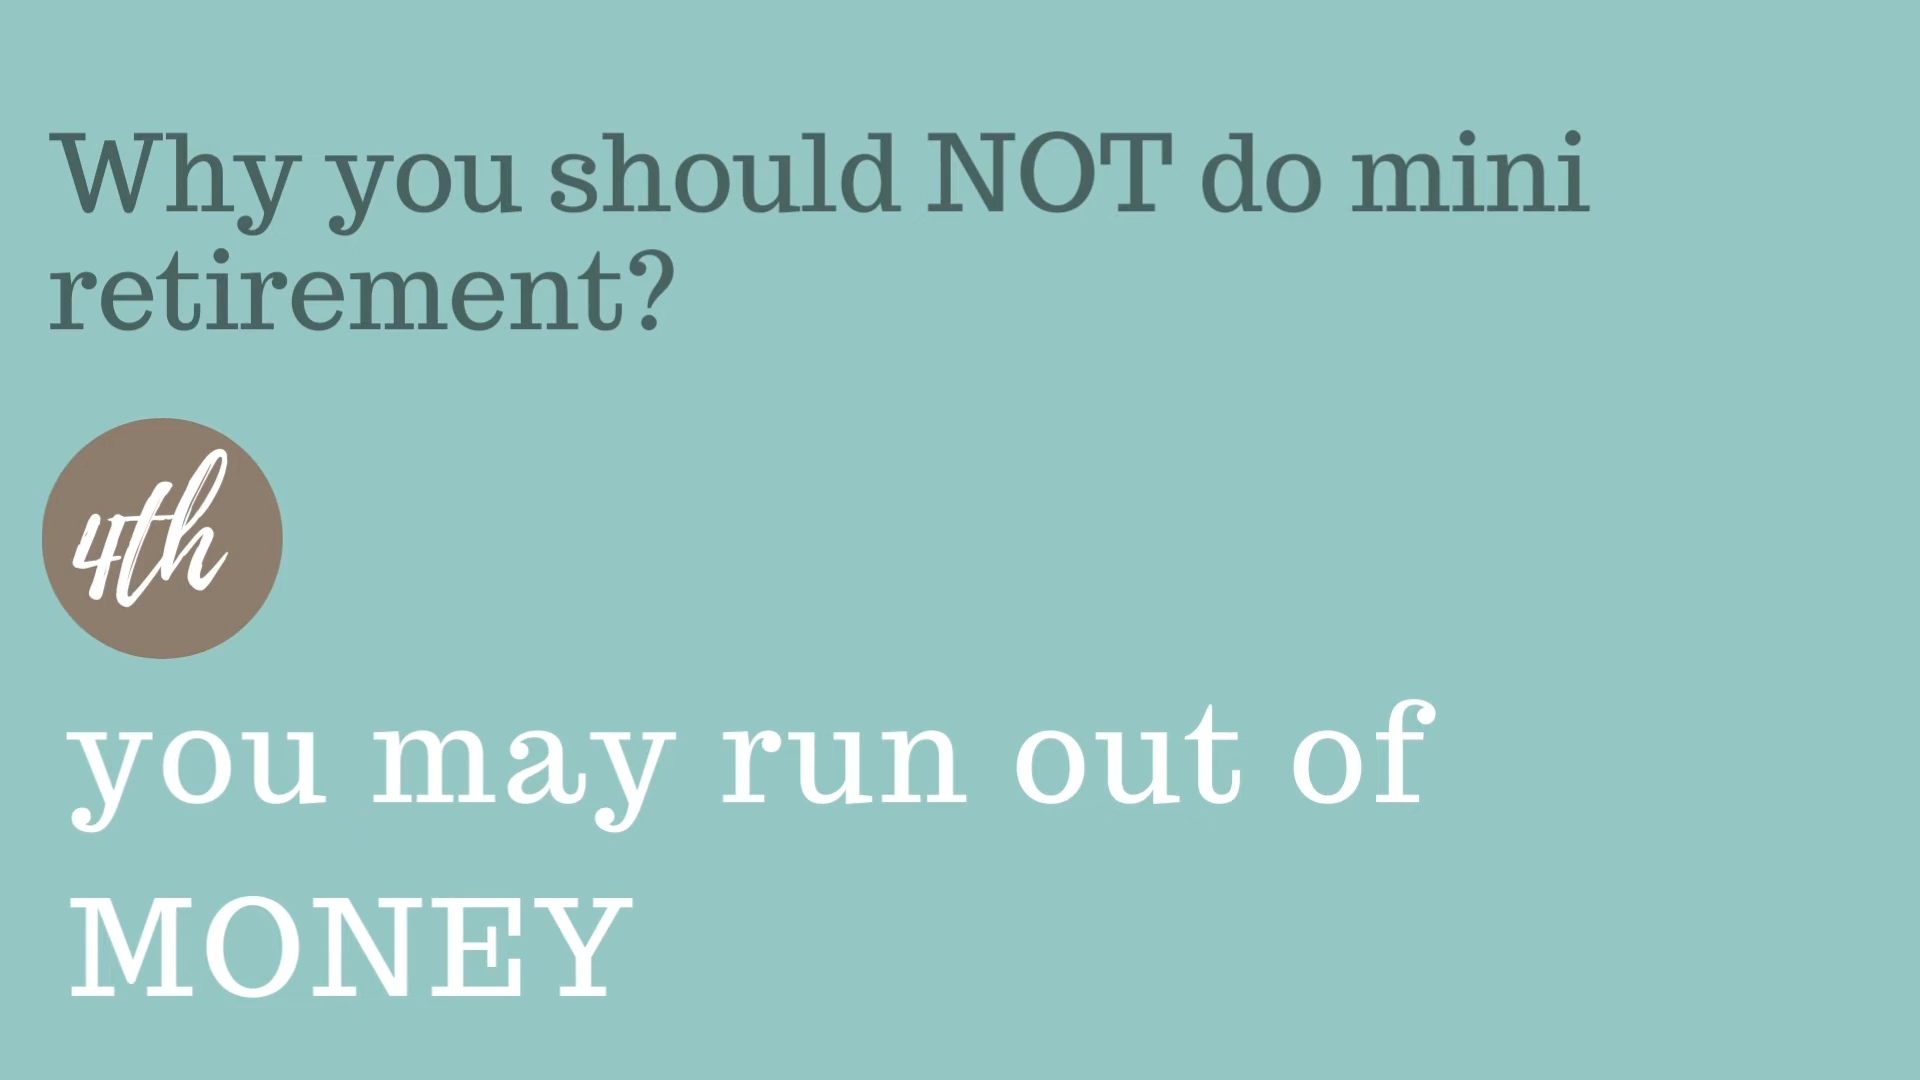 Why you should NOT do mini
retirement?
4th
you may run out of
MONEY